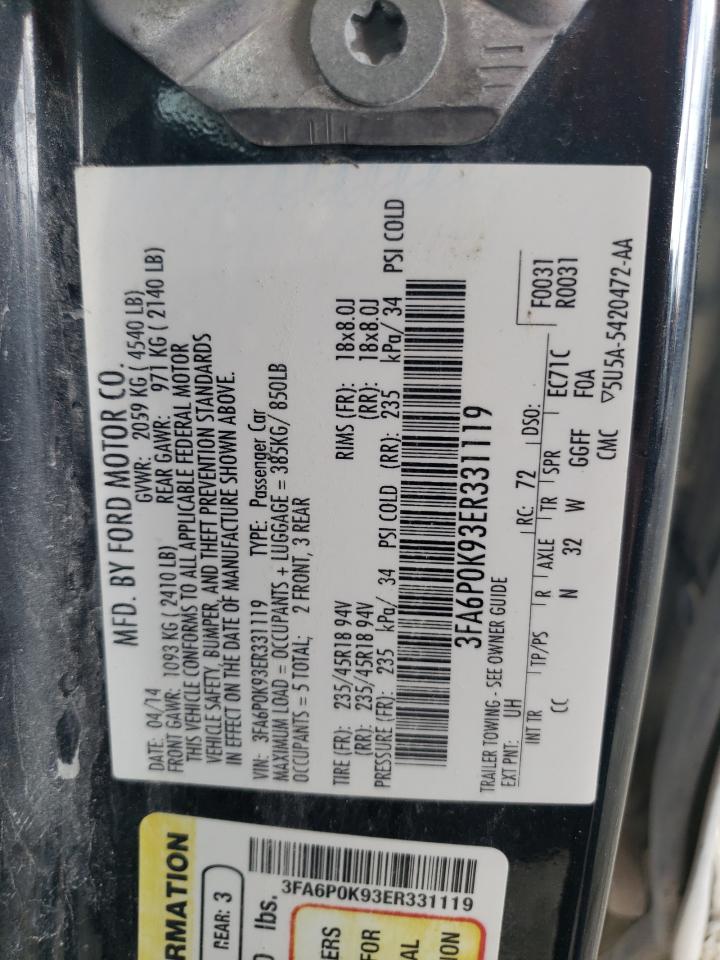 MFD. BY FORD MOTOR CO.
DATE: 04/14 GVWR: 2059 KG ( 4540 LB)
FRONT GAWR: 1093 KG ( 2410 LB) REAR GAWR: 971 KG ( 2140 LB)
THIS VEHICLE CONFORMS TO ALL APPLICABLE FEDERAL MOTOR
VEHICLE SAFETY, BUMPER, AND THEFT PREVENTION STANDARDS
IN EFFECT ON THE DATE OF MANUFACTURE SHOWN ABOVE.
VIN: 3FA6P0K93ER331119 TYPE: Passenger Car
MAXIMUM LOAD = OCCUPANTS + LUGGAGE = 385KG/ 850LB
OCCUPANTS = 5 TOTAL; 2 FRONT, 3 REAR
TIRE (FR): 235/45R18 94V RIMS (FR): 18x8.0J
(RR): 235/45R18 94V (RR): 18x8.0J
PRESSURE (FR): 235 kPa/ 34 PSI COLD (RR): 235 kPa/ 34 PSI COLD
3FA6P0K93ER331119
TRAILER TOWING - SEE OWNER GUIDE
EXT PNT: UH RC: 72 DSO: F0031
R0031
INT TR TP/PS R AXLE TR SPR EC71C
CC N 32 W GGFF F0A
CMC ▽5U5A-5420472-AA
RMATION
REAR: 3
0 lbs.
3FA6P0K93ER331119
ERS
FOR
AL
ION